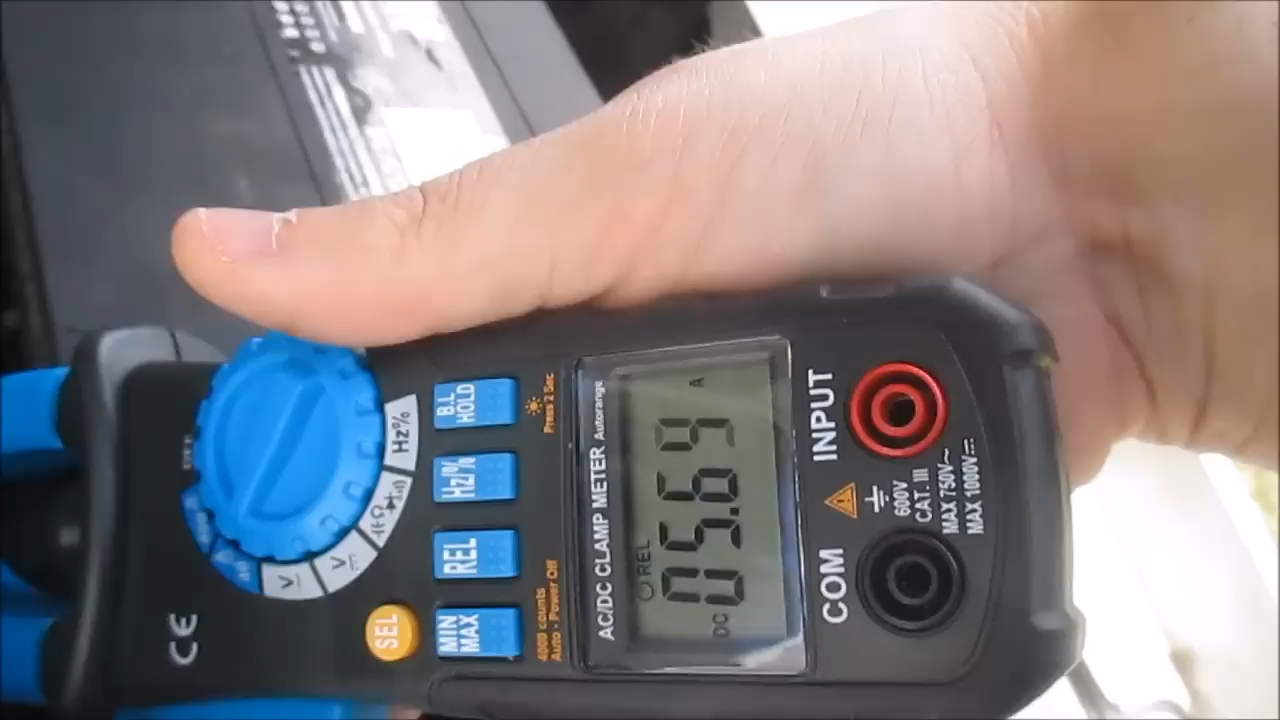 CE
V
V
Hz%
SEL
MIN
MAX
REL
Hz/%
B.L
HOLD
4000 counts
Auto - Power Off
Press 2 Sec
AC/DC CLAMP METER Autorange
REL
DC 05.69 A
COM
INPUT
600V
CAT. III
MAX 750V~
MAX 1000V⎓